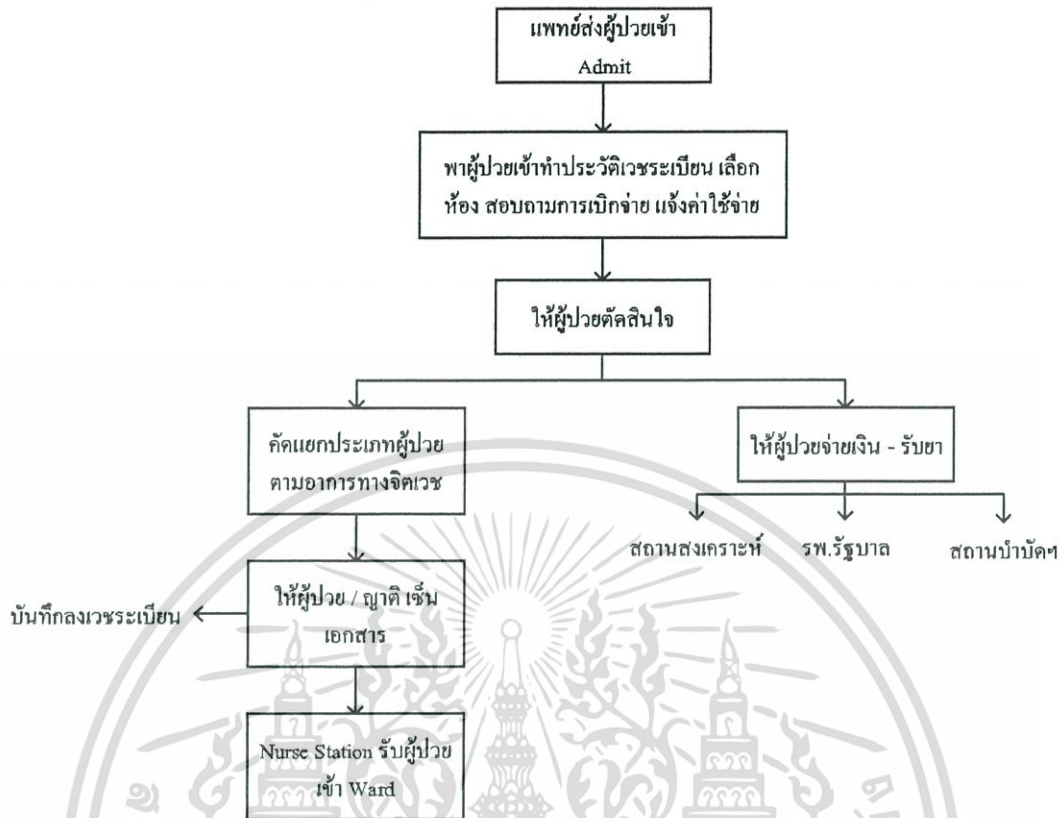 แพทย์ส่งผู้ป่วยเข้า
Admit
พาผู้ป่วยเข้าทำประวัติเวชระเบียน เลือก
ห้อง สอบถามการเบิกจ่าย แจ้งค่าใช้จ่าย
ให้ผู้ป่วยตัดสินใจ
คัดแยกประเภทผู้ป่วย
ตามอาการทางจิตเวช
ให้ผู้ป่วยจ่ายเงิน - รับยา
สถานสงเคราะห์
รพ.รัฐบาล
สถานบำบัดฯ
ให้ผู้ป่วย / ญาติ เซ็น
เอกสาร
บันทึกลงเวชระเบียน
Nurse Station รับผู้ป่วย
เข้า Ward